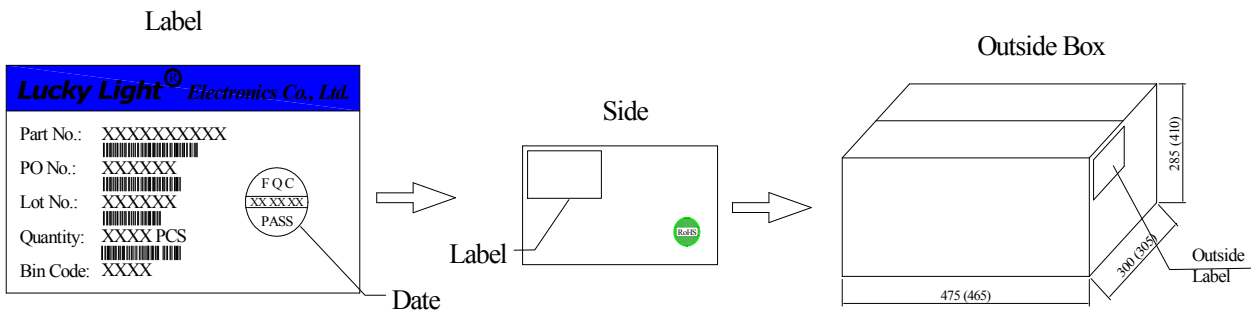 Label
Lucky Light® Electronics Co., Ltd.
Part No.: XXXXXXXXXX
PO No.: XXXXXX
Lot No.: XXXXXX
Quantity: XXXX PCS
Bin Code: XXXX
FQC
XX XX XX
PASS
Date
Side
RoHS
Label
Outside Box
285 (410)
300 (305)
475 (465)
Outside
Label